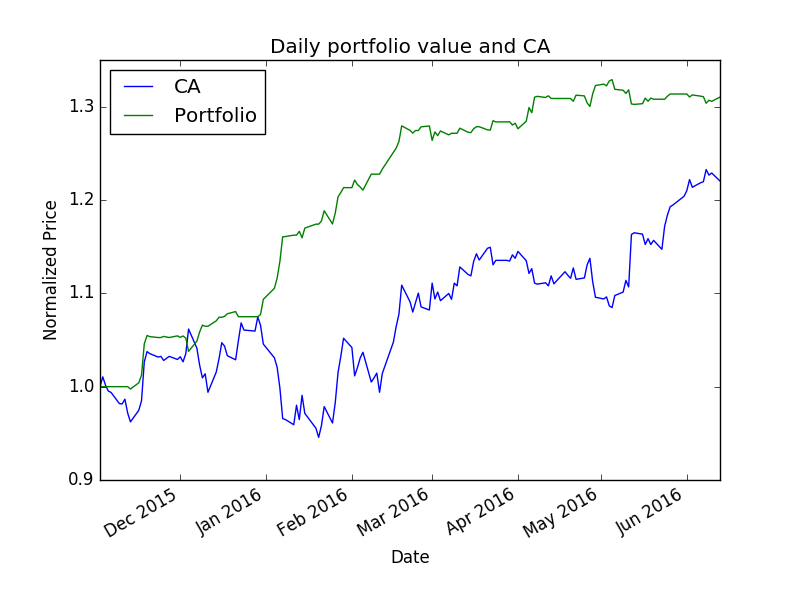 Daily portfolio value and CA
CA
Portfolio
1.3
1.2
1.1
1.0
0.9
Normalized Price
Dec 2015
Jan 2016
Feb 2016
Mar 2016
Apr 2016
May 2016
Jun 2016
Date